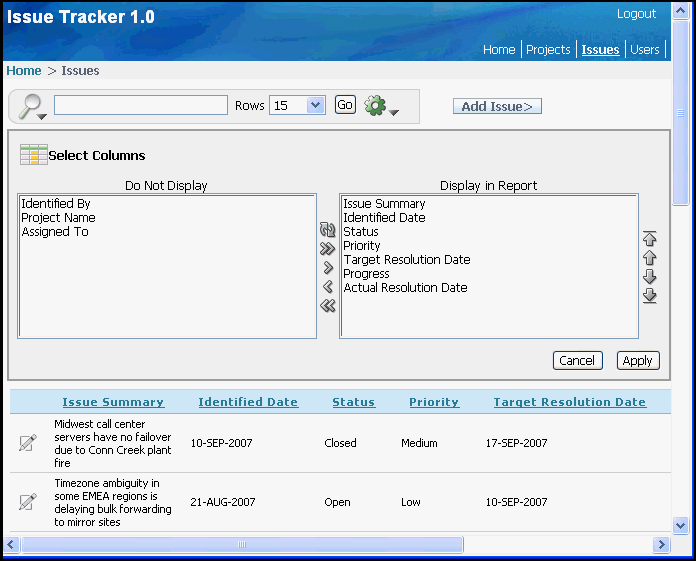 Issue Tracker 1.0
Logout
Home | Projects | Issues | Users
Home > Issues
Rows 15 Go
Add Issue>
Select Columns
Do Not Display
Identified By
Project Name
Assigned To
Display in Report
Issue Summary
Identified Date
Status
Priority
Target Resolution Date
Progress
Actual Resolution Date
Cancel Apply
Issue Summary Identified Date Status Priority Target Resolution Date
Midwest call center
servers have no failover
due to Conn Creek plant
fire
10-SEP-2007 Closed Medium 17-SEP-2007
Timezone ambiguity in
some EMEA regions is
delaying bulk forwarding
to mirror sites
21-AUG-2007 Open Low 10-SEP-2007